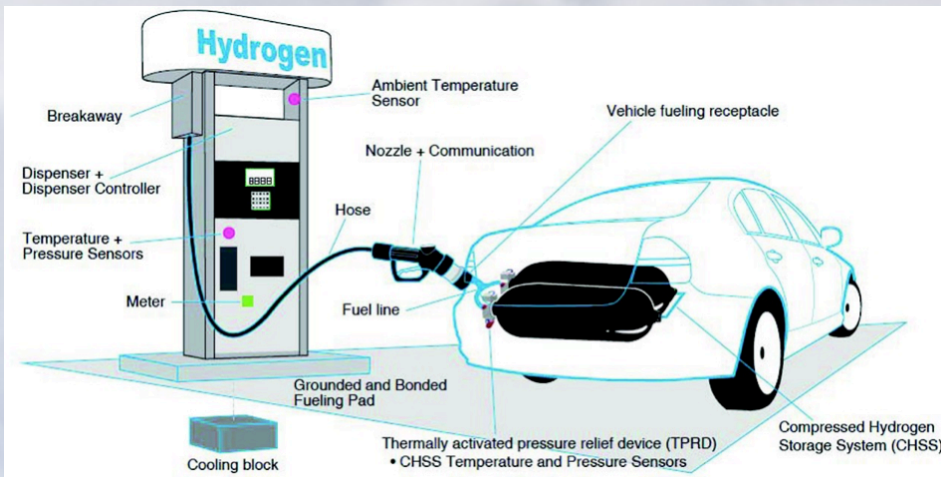 Hydrogen
Ambient Temperature
Sensor
Breakaway
Vehicle fueling receptacle
Nozzle + Communication
Dispenser +
Dispenser Controller
Hose
Temperature +
Pressure Sensors
Meter
Fuel line
Grounded and Bonded
Fueling Pad
Cooling block
Thermally activated pressure relief device (TPRD)
• CHSS Temperature and Pressure Sensors
Compressed Hydrogen
Storage System (CHSS)